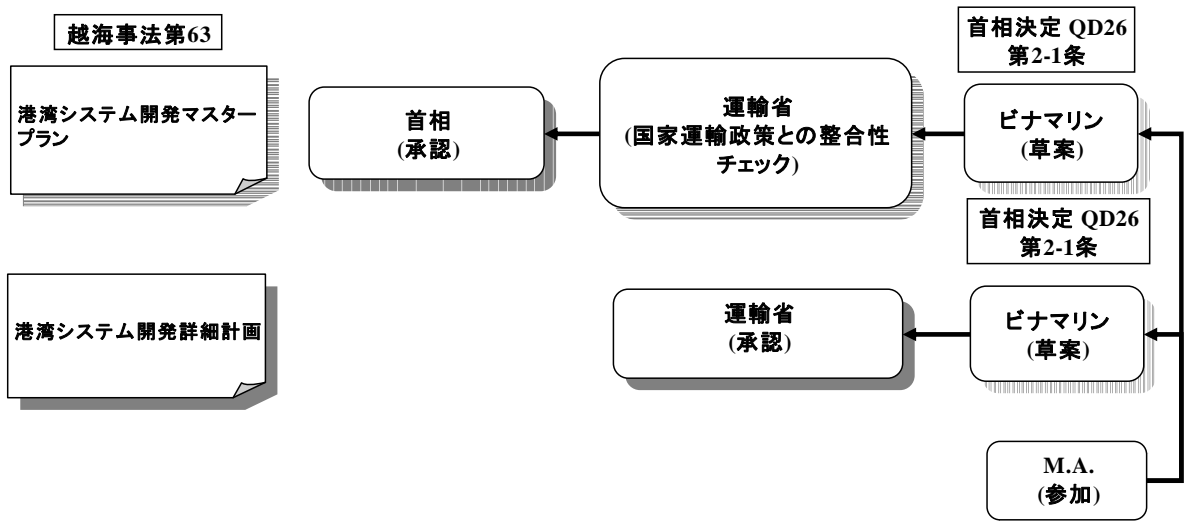 越海事法第63
首相決定 QD26
第2-1条
港湾システム開発マスター
プラン
首相
(承認)
運輸省
(国家運輸政策との整合性
チェック)
ビナマリン
(草案)
首相決定 QD26
第2-1条
港湾システム開発詳細計画
運輸省
(承認)
ビナマリン
(草案)
M.A.
(参加)